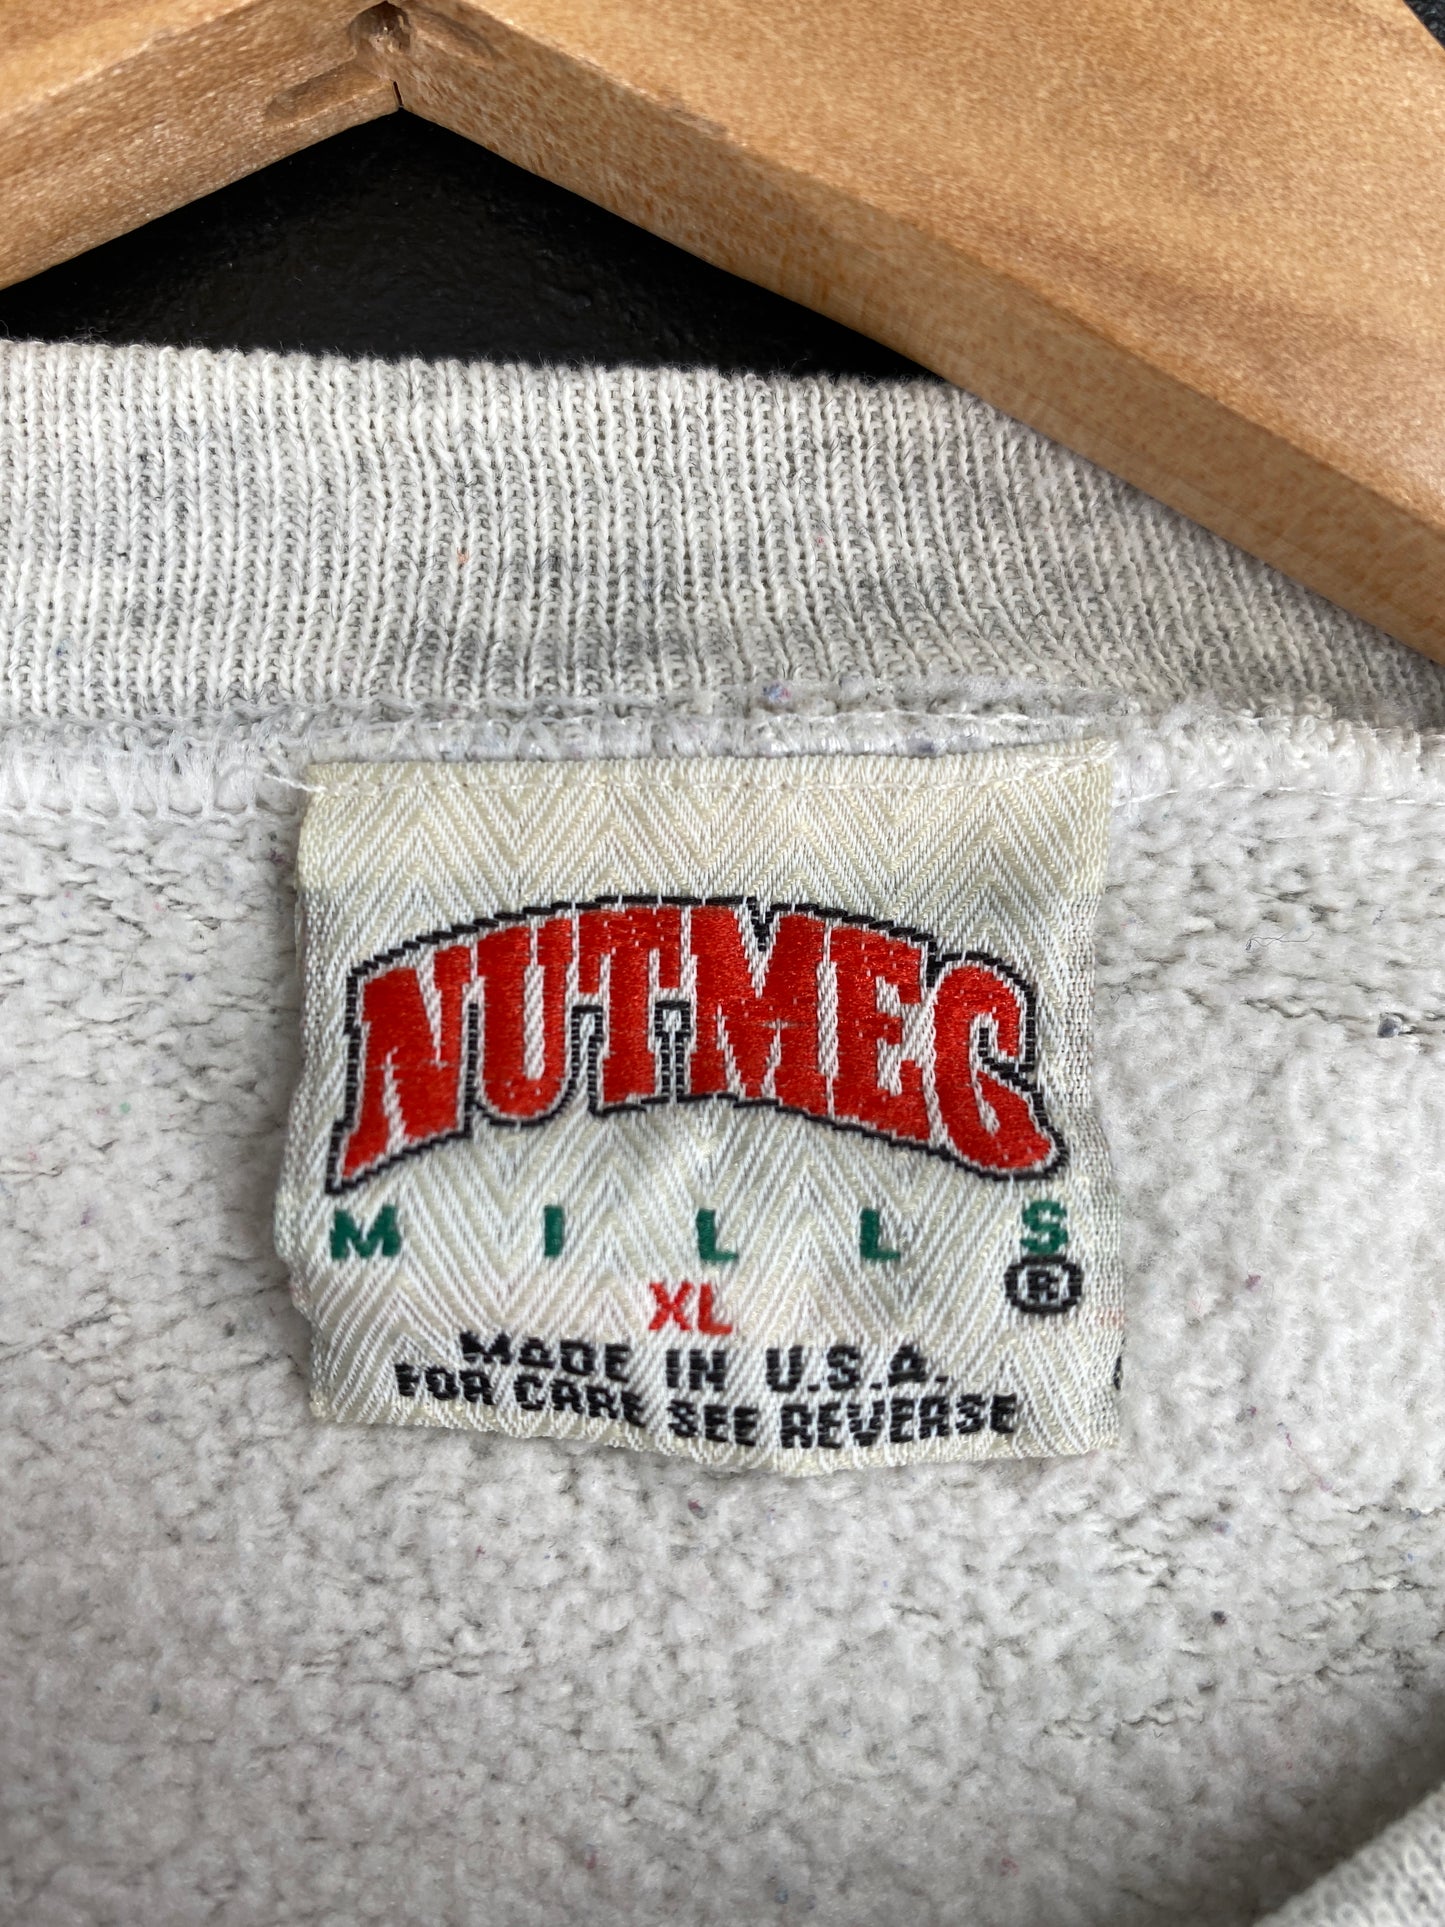 NUTMEG
MILLS
®
XL
MADE IN U.S.A.
FOR CARE SEE REVERSE